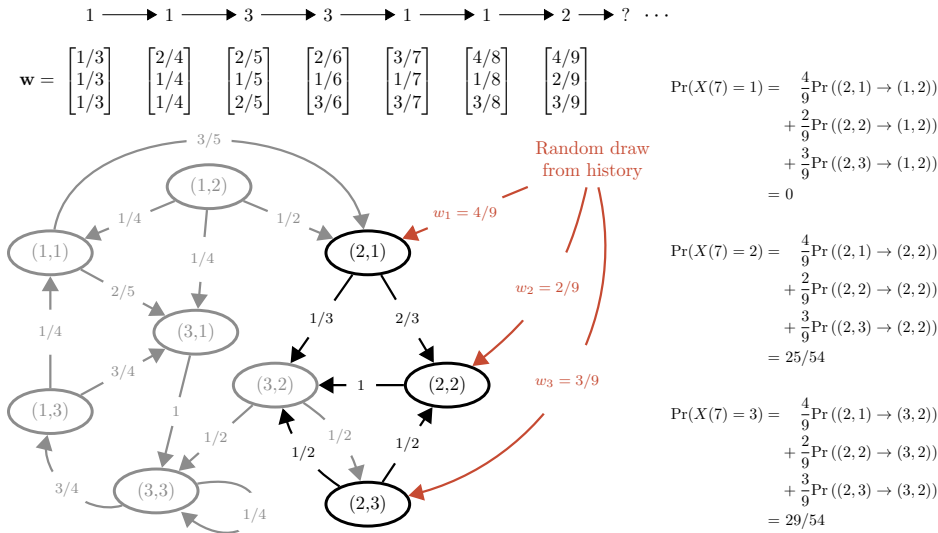 1 → 1 → 3 → 3 → 1 → 1 → 2 → ? ···
w = [1/3 1/3 1/3] [2/4 1/4 1/4] [2/5 1/5 2/5] [2/6 1/6 3/6] [3/7 1/7 3/7] [4/8 1/8 3/8] [4/9 2/9 3/9]
3/5
Random draw
from history
(1,2)
1/4
1/2
w₁ = 4/9
(1,1)
1/4
(2,1)
2/5
w₂ = 2/9
1/4
(3,1)
1/3
2/3
3/4
(3,2)
1
(2,2)
w₃ = 3/9
(1,3)
1
1/2
1/2
1/2
1/2
3/4
(3,3)
1/4
(2,3)
Pr(X(7) = 1) = 4/9 Pr ((2, 1) → (1, 2))
+ 2/9 Pr ((2, 2) → (1, 2))
+ 3/9 Pr ((2, 3) → (1, 2))
= 0
Pr(X(7) = 2) = 4/9 Pr ((2, 1) → (2, 2))
+ 2/9 Pr ((2, 2) → (2, 2))
+ 3/9 Pr ((2, 3) → (2, 2))
= 25/54
Pr(X(7) = 3) = 4/9 Pr ((2, 1) → (3, 2))
+ 2/9 Pr ((2, 2) → (3, 2))
+ 3/9 Pr ((2, 3) → (3, 2))
= 29/54